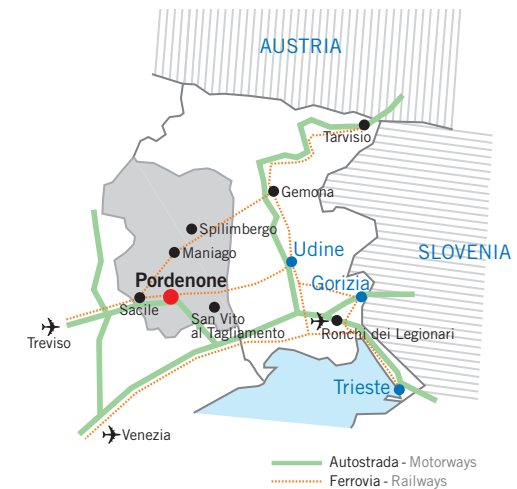 AUSTRIA
Tarvisio
Gemona
Spilimbergo
Udine
SLOVENIA
Maniago
Pordenone
Gorizia
Sacile
San Vito
al Tagliamento
Ronchi dei Legionari
Treviso
Trieste
Venezia
Autostrada - Motorways
Ferrovia - Railways